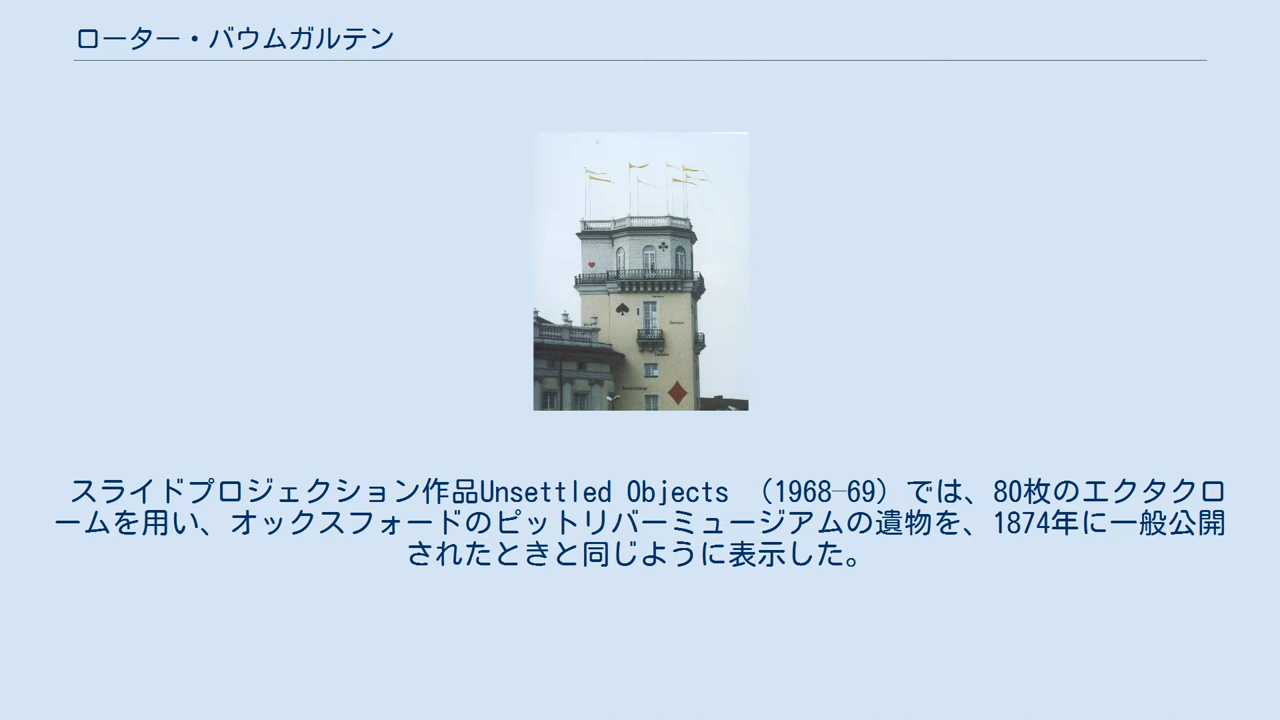 ローター・バウムガルテン
スライドプロジェクション作品Unsettled Objects （1968–69）では、80枚のエクタクロ
ームを用い、オックスフォードのピットリバーミュージアムの遺物を、1874年に一般公開
されたときと同じように表示した。